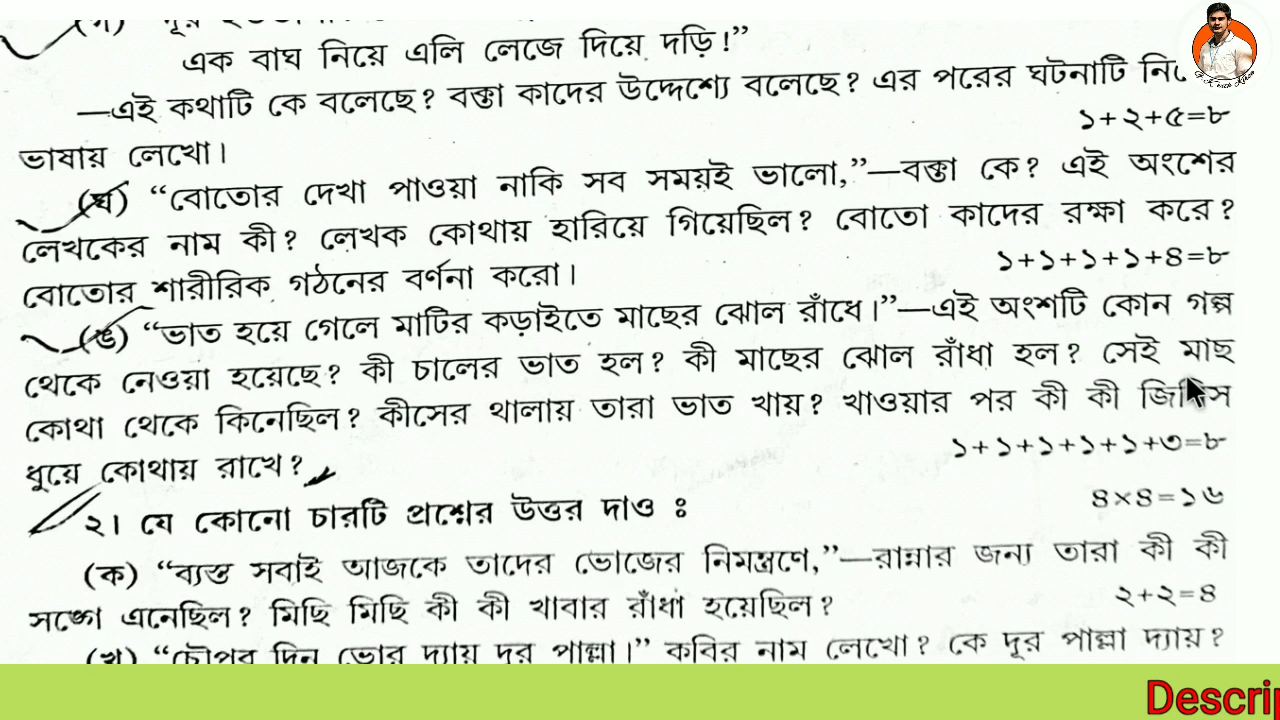 (গ)
এক বাঘ নিয়ে এলি লেজে দিয়ে দড়ি!”
—এই কথাটি কে বলেছে? বক্তা কাদের উদ্দেশ্যে বলেছে? এর পরের ঘটনাটি
১+২+৫=৮
ভাষায় লেখো।
(ঘ) “বোতোর দেখা পাওয়া নাকি সব সময়ই ভালো,”—বক্তা কে? এই অংশের
লেখকের নাম কী? লেখক কোথায় হারিয়ে গিয়েছিল? বোতো কাদের রক্ষা করে?
বোতোর শারীরিক গঠনের বর্ণনা করো।
১+১+১+১+৪=৮
(ঙ) “ভাত হয়ে গেলে মাটির কড়াইতে মাছের ঝোল রাঁধে।”—এই অংশটি কোন গল্প
থেকে নেওয়া হয়েছে? কী চালের ভাত হল? কী মাছের ঝোল রাঁধা হল? সেই মাছ
কোথা থেকে কিনেছিল? কীসের থালায় তারা ভাত খায়? খাওয়ার পর কী কী জিনিস
ধুয়ে কোথায় রাখে?
১+১+১+১+১+৩=৮
২। যে কোনো চারটি প্রশ্নের উত্তর দাও ঃ
৪×৪=১৬
(ক) “ব্যস্ত সবাই আজকে তাদের ভোজের নিমন্ত্রণে,”—রান্নার জন্য তারা কী কী
সঙ্গে এনেছিল? মিছি মিছি কী কী খাবার রাঁধা হয়েছিল?
২+২=৪
(খ) “চৌপর দিন ভোর দ্যায় দূর পাল্লা।” কবির নাম লেখো? কে দূর পাল্লা দ্যায়?
Descrip